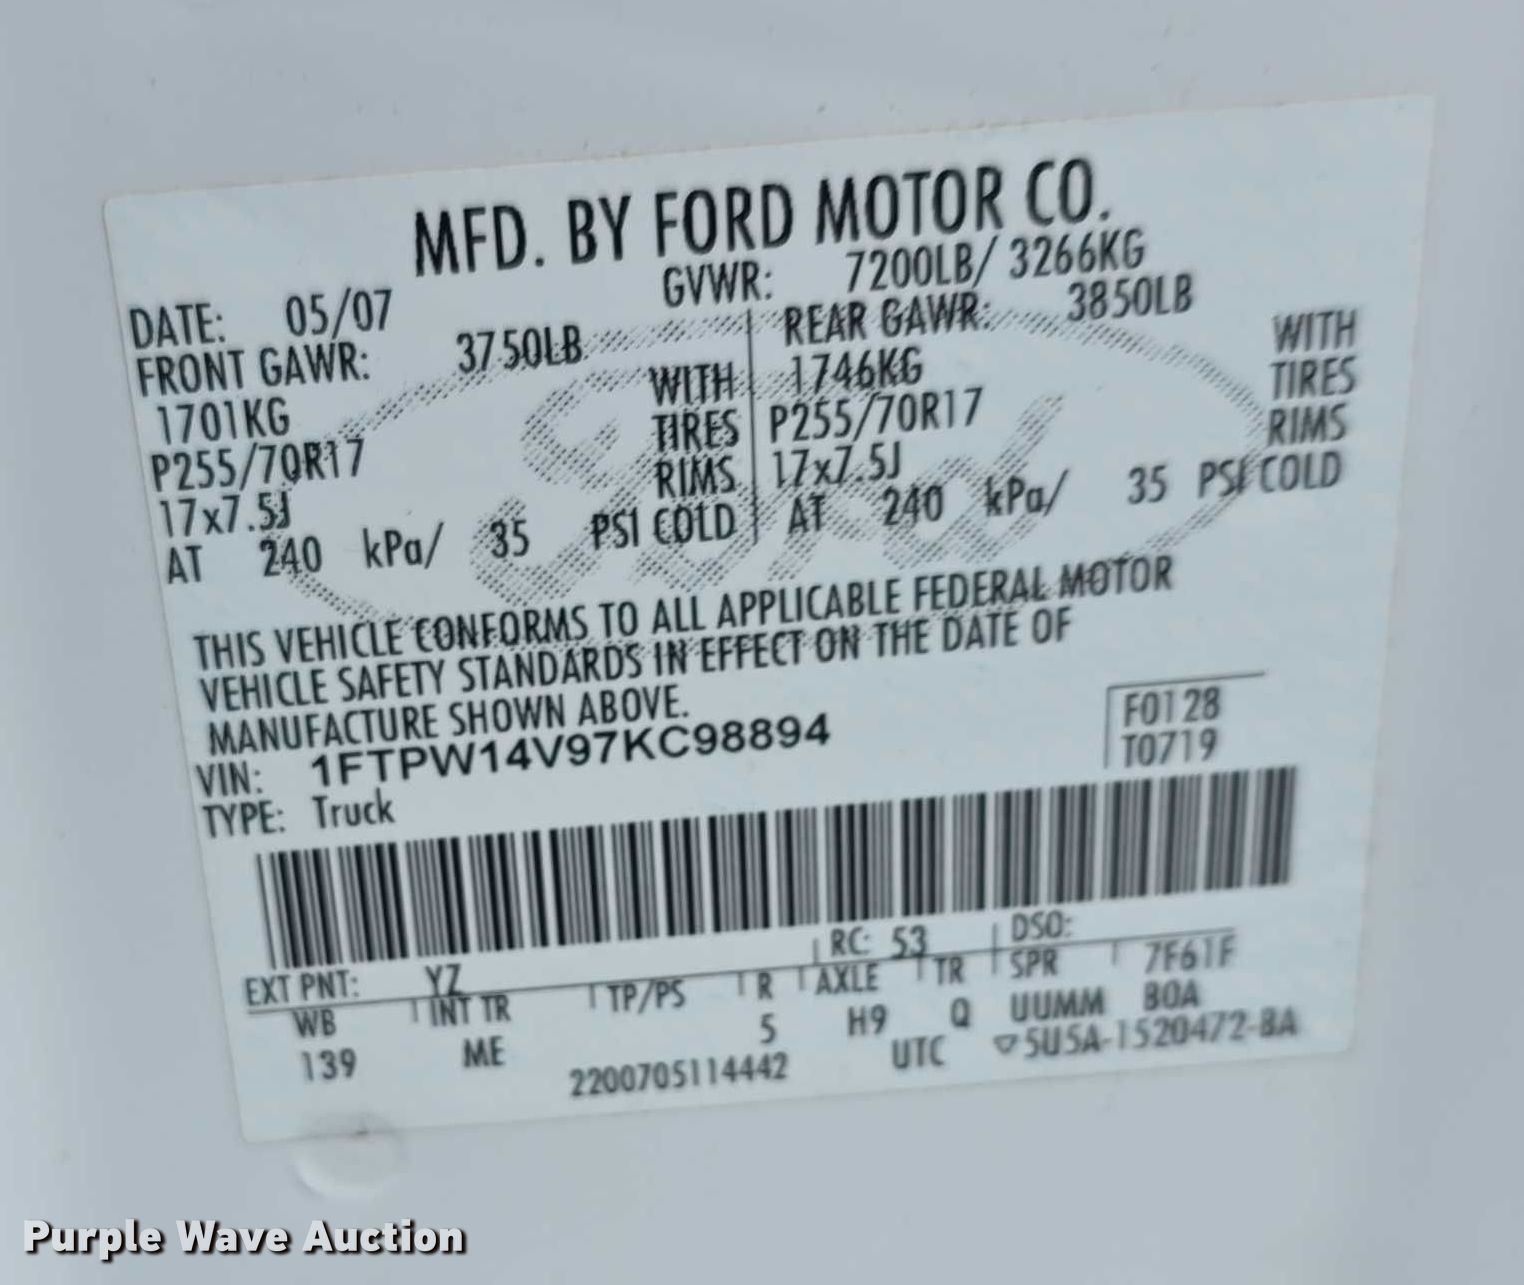 MFD. BY FORD MOTOR CO.
DATE: 05/07 GVWR: 7200LB/ 3266KG
FRONT GAWR: 3750LB REAR GAWR: 3850LB
1701KG WITH 1746KG WITH
P255/70R17 TIRES P255/70R17 TIRES
17x7.5J RIMS 17x7.5J RIMS
AT 240 kPa/ 35 PSI COLD AT 240 kPa/ 35 PSI COLD
Ford
THIS VEHICLE CONFORMS TO ALL APPLICABLE FEDERAL MOTOR
VEHICLE SAFETY STANDARDS IN EFFECT ON THE DATE OF
MANUFACTURE SHOWN ABOVE.
VIN: 1FTPW14V97KC98894 F0128
TYPE: Truck T0719
EXT PNT: YZ RC: 53 DSO:
WB INT TR TP/PS R AXLE TR SPR 7F61F
139 ME 5 H9 Q UUMM B0A
2200705114442 UTC ▽5U5A-1520472-BA
Purple Wave Auction